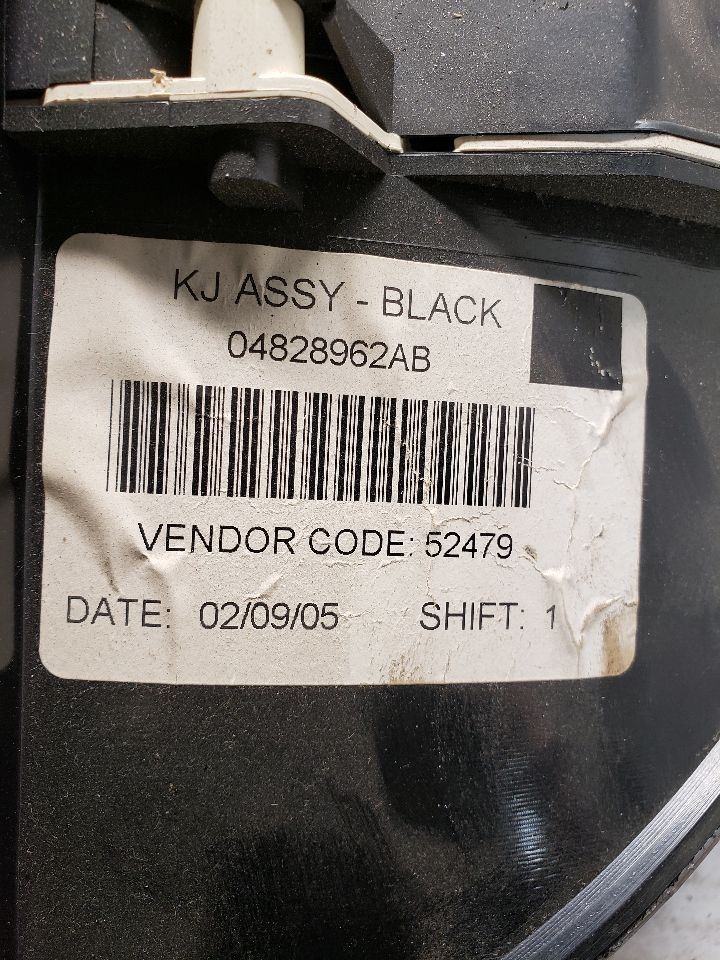 KJ ASSY - BLACK
04828962AB
VENDOR CODE: 52479
DATE: 02/09/05 SHIFT: 1